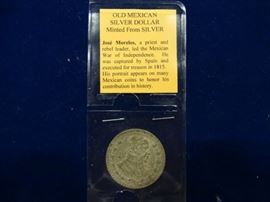 OLD MEXICAN
SILVER DOLLAR
Minted From SILVER
José Morelos, a priest and
rebel leader, led the Mexican
War of Independence. He
was captured by Spain and
executed for treason in 1815.
His portrait appears on many
Mexican coins to honor his
contribution in history.